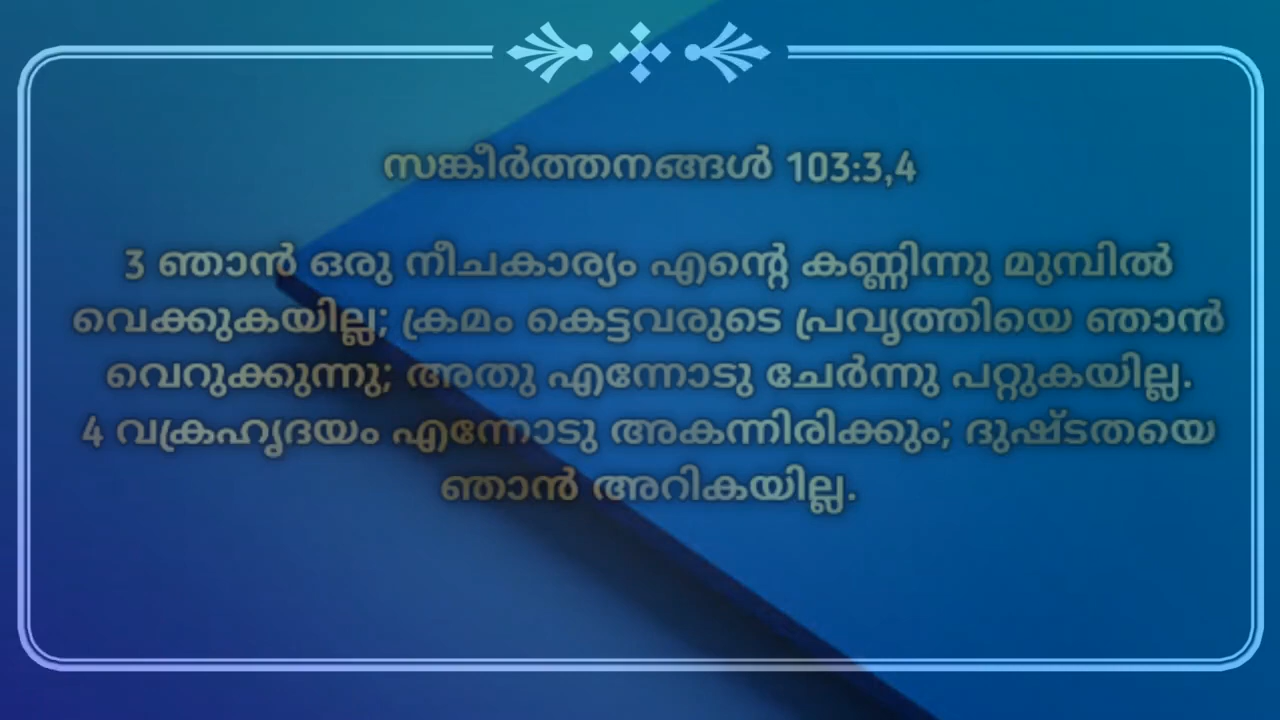 സങ്കീർത്തനങ്ങൾ 103:3,4
3 ഞാൻ ഒരു നീചകാര്യം എന്റെ കണ്ണിന്നു മുമ്പിൽ
വെക്കുകയില്ല; ക്രമം കെട്ടവരുടെ പ്രവൃത്തിയെ ഞാൻ
വെറുക്കുന്നു; അതു എന്നോടു ചേർന്നു പറ്റുകയില്ല.
4 വക്രഹൃദയം എന്നോടു അകന്നിരിക്കും; ദുഷ്ടതയെ
ഞാൻ അറികയില്ല.